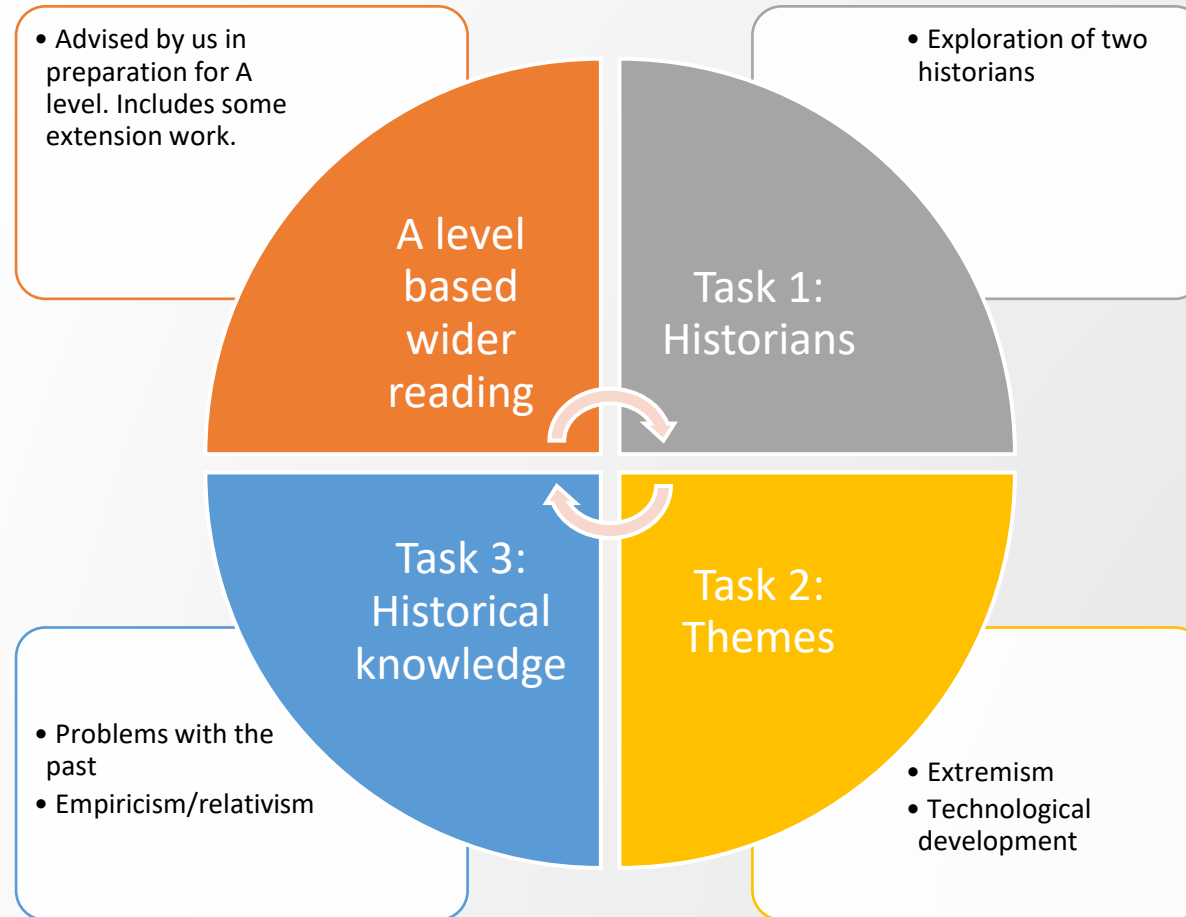 • Advised by us in
preparation for A
level. Includes some
extension work.
• Exploration of two
historians
A level
based
wider
reading
Task 1:
Historians
Task 3:
Historical
knowledge
Task 2:
Themes
• Problems with the
past
• Empiricism/relativism
• Extremism
• Technological
development